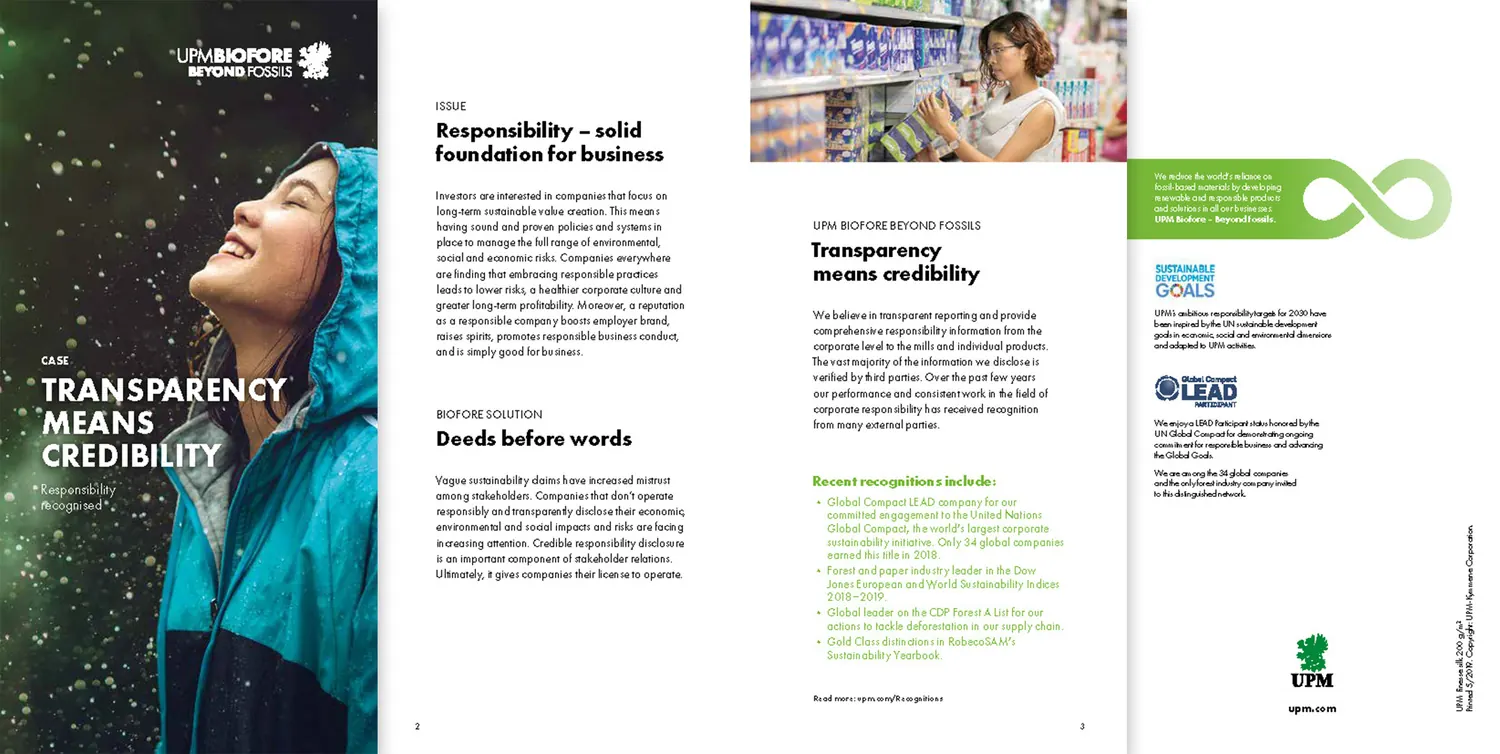 UPMBIOFORE
BEYOND FOSSILS
CASE
TRANSPARENCY
MEANS
CREDIBILITY
Responsibility
recognised
ISSUE
Responsibility – solid
foundation for business
Investors are interested in companies that focus on
long-term sustainable value creation. This means
having sound and proven policies and systems in
place to manage the full range of environmental,
social and economic risks. Companies everywhere
are finding that embracing responsible practices
leads to lower risks, a healthier corporate culture and
greater long-term profitability. Moreover, a reputation
as a responsible company boosts employer brand,
raises spirits, promotes responsible business conduct,
and is simply good for business.
BIOFORE SOLUTION
Deeds before words
Vague sustainability claims have increased mistrust
among stakeholders. Companies that don't operate
responsibly and transparently disclose their economic,
environmental and social impacts and risks are facing
increasing attention. Credible responsibility disclosure
is an important component of stakeholder relations.
Ultimately, it gives companies their license to operate.
2
UPM BIOFORE BEYOND FOSSILS
Transparency
means credibility
We believe in transparent reporting and provide
comprehensive responsibility information from the
corporate level to the mills and individual products.
The vast majority of the information we disclose is
verified by third parties. Over the past few years
our performance and consistent work in the field of
corporate responsibility has received recognition
from many external parties.
Recent recognitions include:
• Global Compact LEAD company for our
committed engagement to the United Nations
Global Compact, the world's largest corporate
sustainability initiative. Only 34 global companies
earned this title in 2018.
• Forest and paper industry leader in the Dow
Jones European and World Sustainability Indices
2018–2019.
• Global leader on the CDP Forest A List for our
actions to tackle deforestation in our supply chain.
• Gold Class distinctions in RobecoSAM's
Sustainability Yearbook.
Read more: upm.com/Recognitions
3
We reduce the world's reliance on
fossil-based materials by developing
renewable and responsible products
and solutions in all our businesses.
UPM Biofore – Beyond fossils.
SUSTAINABLE
DEVELOPMENT
GOALS
UPM's ambitious responsibility targets for 2030 have
been inspired by the UN sustainable development
goals in economic, social and environmental dimensions
and adapted to UPM activities.
Global Compact
LEAD
PARTICIPANT
We enjoy a LEAD Participant status honored by the
UN Global Compact for demonstrating ongoing
commitment for responsible business and advancing
the Global Goals.
We are among the 34 global companies
and the only forest industry company invited
to this distinguished network.
UPM
upm.com
UPM Finesse silk 200 g/m²
Printed 5/2019. Copyright: UPM-Kymmene Corporation.